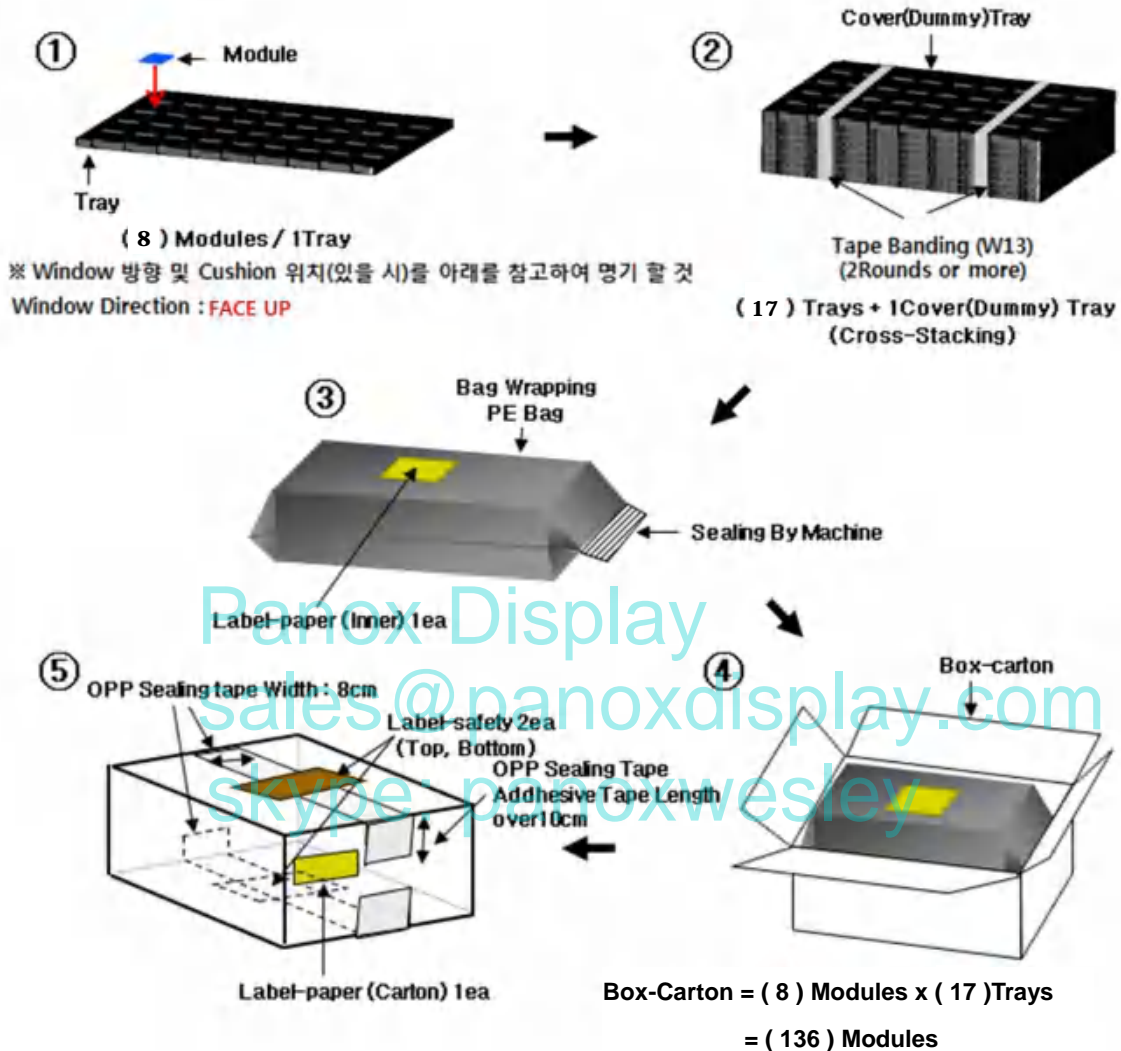 ①
Module
Tray
( 8 ) Modules / 1Tray
※ Window 방향 및 Cushion 위치(있을 시)를 아래를 참고하여 명기 할 것
Window Direction : FACE UP
②
Cover(Dummy)Tray
Tape Banding (W13)
(2Rounds or more)
( 17 ) Trays + 1Cover(Dummy) Tray
(Cross-Stacking)
③
Bag Wrapping
PE Bag
Sealing By Machine
Label-paper (Inner) 1ea
Panox Display
sales@panoxdisplay.com
skype: panoxwesley
④
Box-carton
Box-Carton = ( 8 ) Modules x ( 17 )Trays
= ( 136 ) Modules
⑤
OPP Sealing tape Width : 8cm
Label-safety 2ea
(Top, Bottom)
OPP Sealing Tape
Addhesive Tape Length
over10cm
Label-paper (Carton) 1ea